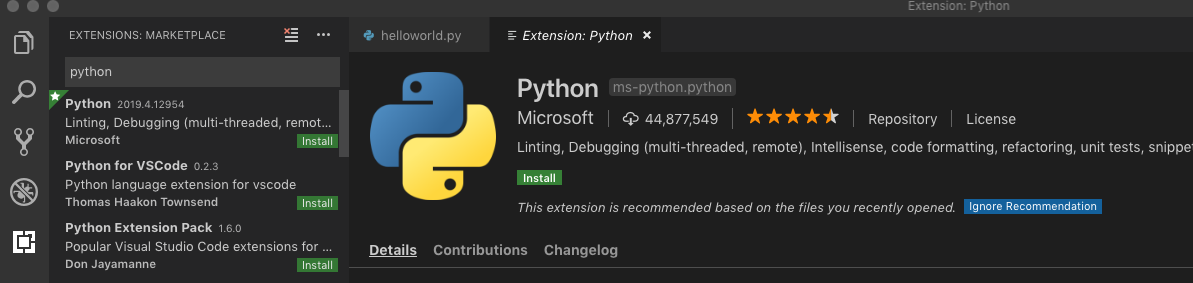 Extension: Python
EXTENSIONS: MARKETPLACE
python
Python 2019.4.12954
Linting, Debugging (multi-threaded, remot...
Microsoft Install
Python for VSCode 0.2.3
Python language extension for vscode
Thomas Haakon Townsend Install
Python Extension Pack 1.6.0
Popular Visual Studio Code extensions for ...
Don Jayamanne Install
helloworld.py Extension: Python
Python ms-python.python
Microsoft 44,877,549 Repository License
Linting, Debugging (multi-threaded, remote), Intellisense, code formatting, refactoring, unit tests, snippet
Install
This extension is recommended based on the files you recently opened. Ignore Recommendation
Details Contributions Changelog